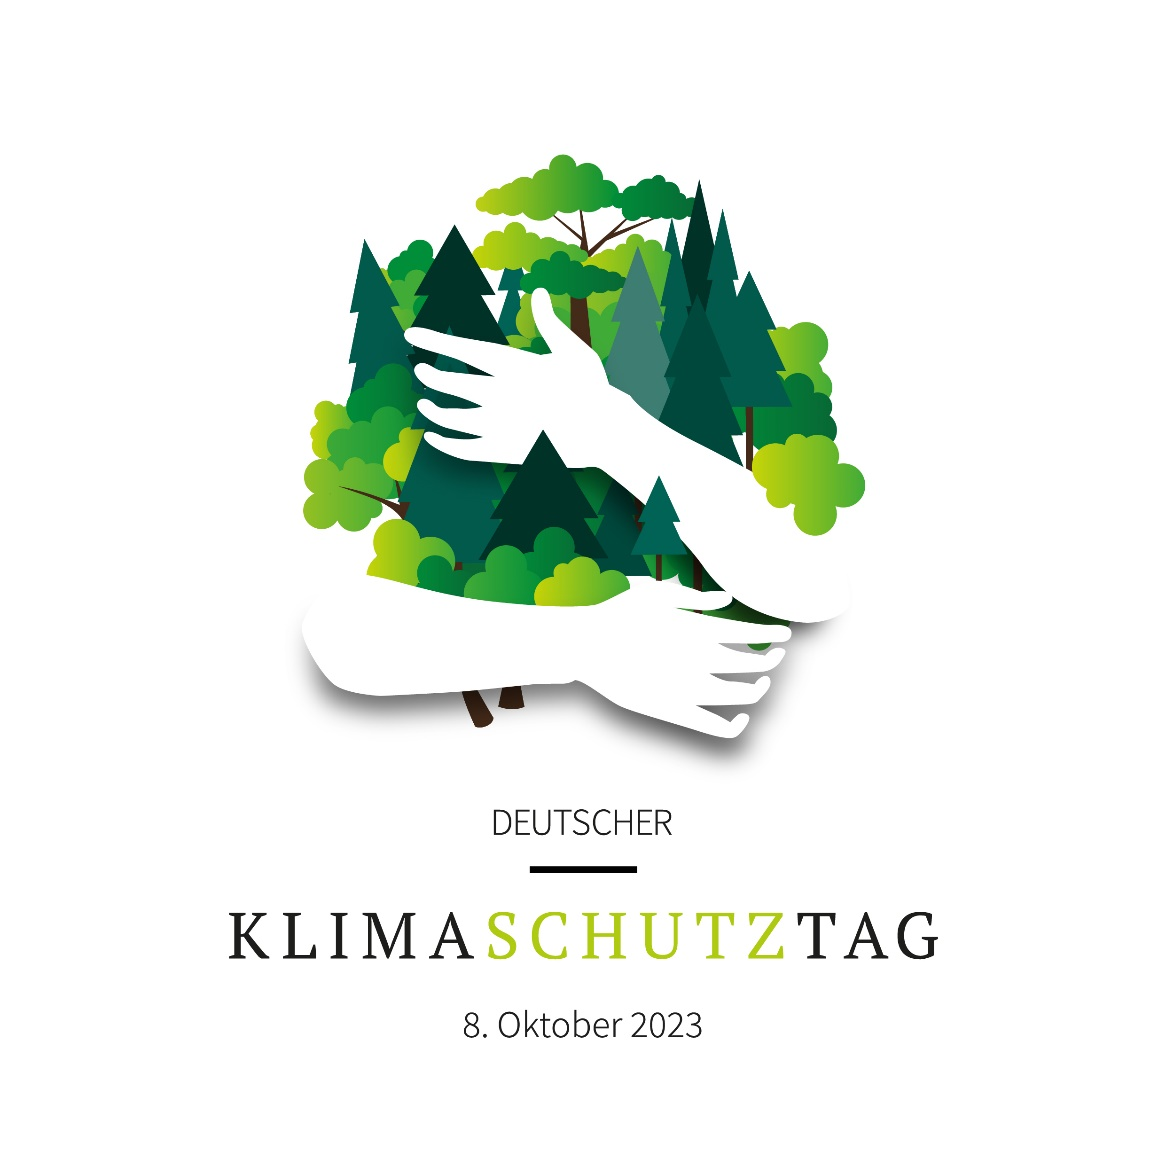 DEUTSCHER
KLIMASCHUTZTAG
8. Oktober 2023